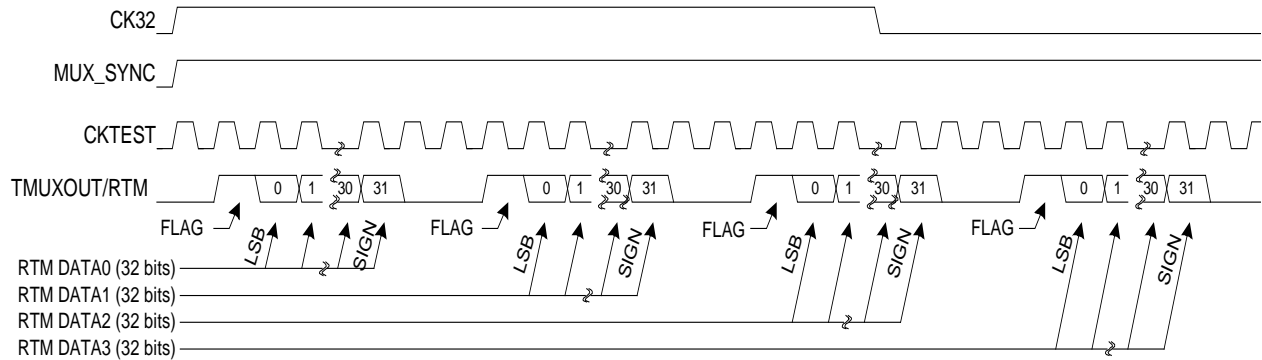 CK32
MUX_SYNC
CKTEST
TMUXOUT/RTM 0 1 30 31 0 1 30 31 0 1 30 31 0 1 30 31
FLAG FLAG FLAG FLAG
LSB SIGN LSB SIGN LSB SIGN LSB SIGN
RTM DATA0 (32 bits)
RTM DATA1 (32 bits)
RTM DATA2 (32 bits)
RTM DATA3 (32 bits)